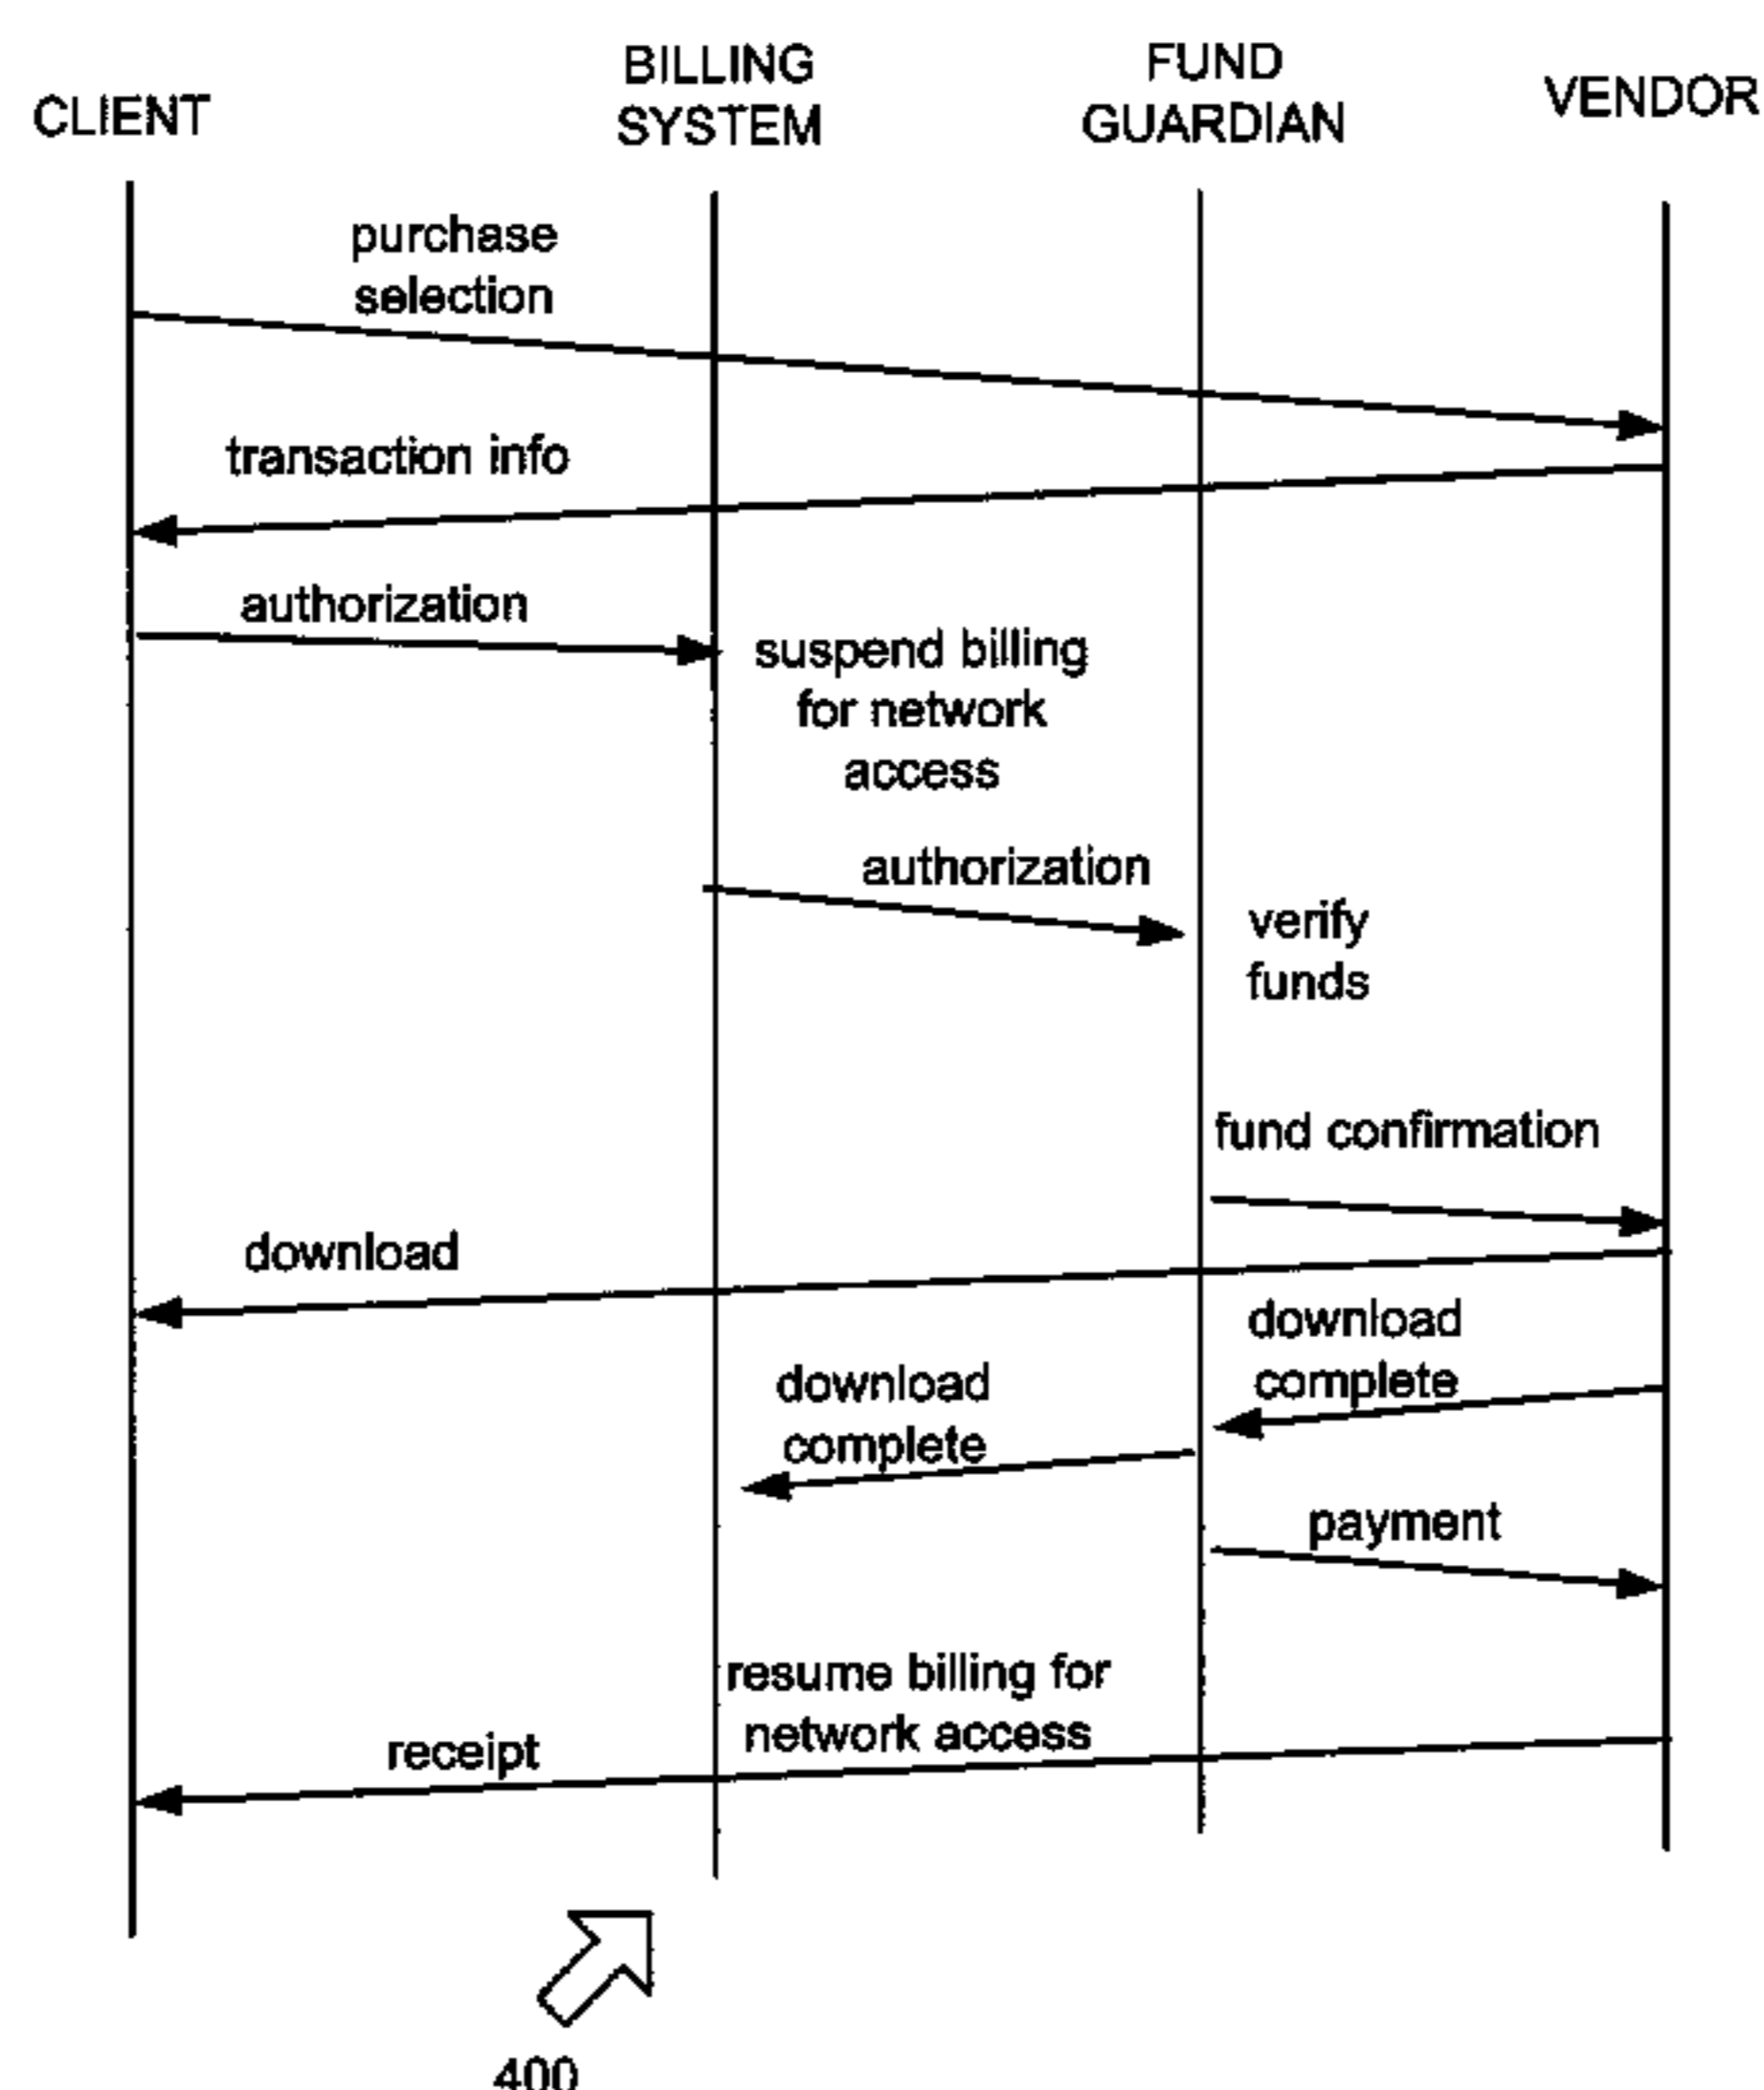 CLIENT
BILLING
SYSTEM
FUND
GUARDIAN
VENDOR
purchase
selection
transaction info
authorization
suspend billing
for network
access
authorization
verify
funds
fund confirmation
download
download
complete
download
complete
payment
resume billing for
network access
receipt
400